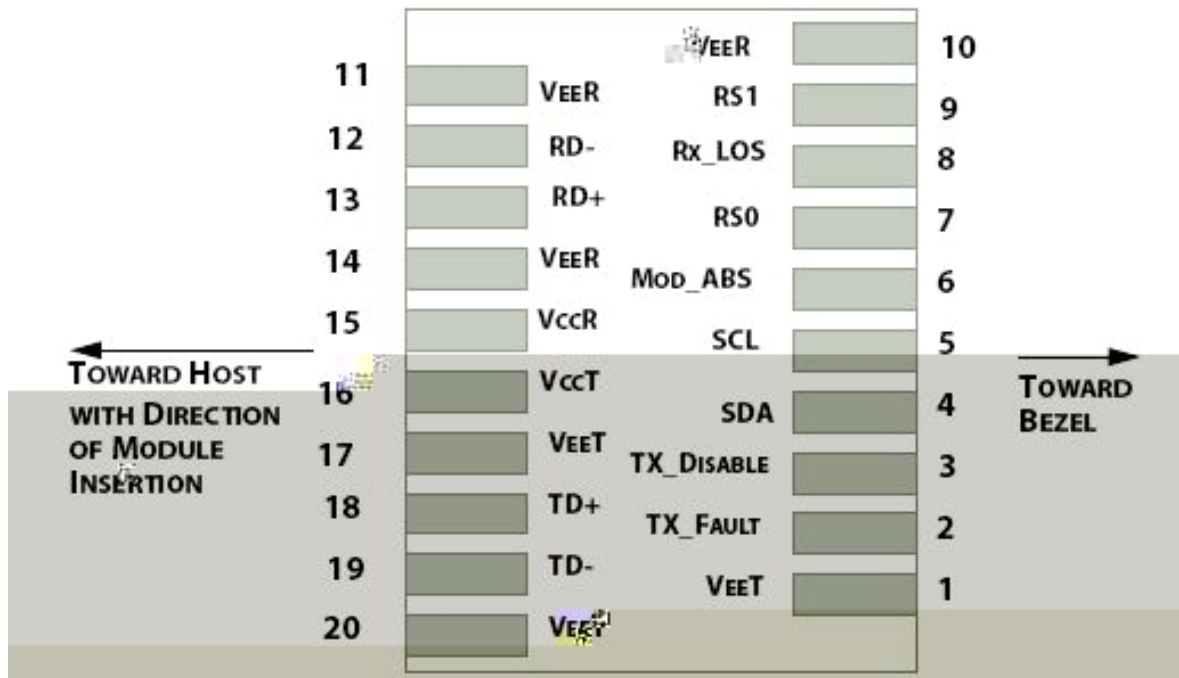 VEER 10
11 VEER
RS1 9
12 RD-
Rx_LOS 8
13 RD+
RS0 7
14 VEER
MOD_ABS 6
15 VCCR
SCL 5
TOWARD HOST
WITH DIRECTION
OF MODULE
INSERTION
TOWARD
BEZEL
16 VCCT
SDA 4
17 VEET
TX_DISABLE 3
18 TD+
TX_FAULT 2
19 TD-
VEET 1
20 VEET